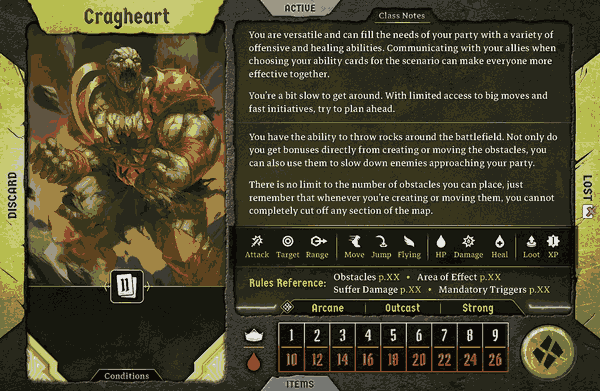 Cragheart
ACTIVE
Class Notes
You are versatile and can fill the needs of your party with a variety of
offensive and healing abilities. Communicating with your allies when
choosing your ability cards for the scenario can make everyone more
effective together.
You're a bit slow to get around. With limited access to big moves and
fast initiatives, try to plan ahead.
You have the ability to throw rocks around the battlefield. Not only do
you get bonuses directly from creating or moving the obstacles, you
can also use them to slow down enemies approaching your party.
There is no limit to the number of obstacles you can place, just
remember that whenever you're creating or moving them, you cannot
completely cut off any section of the map.
DISCARD
LOST
Attack Target Range Move Jump Flying HP Damage Heal Loot XP
11
Rules Reference:
Obstacles p.XX • Area of Effect p.XX
Suffer Damage p.XX • Mandatory Triggers p.XX
Arcane Outcast Strong
1 2 3 4 5 6 7 8 9
10 12 14 16 18 20 22 24 26
Conditions
ITEMS